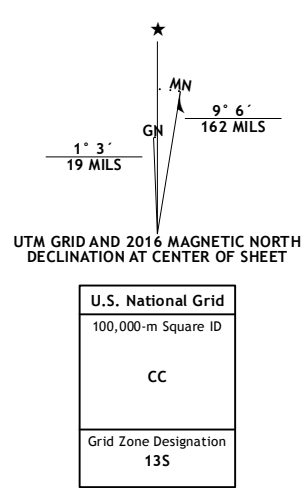 ★
MN
9° 6´
162 MILS
GN
1° 3´
19 MILS
UTM GRID AND 2016 MAGNETIC NORTH
DECLINATION AT CENTER OF SHEET
U.S. National Grid
100,000-m Square ID
CC
Grid Zone Designation
13S